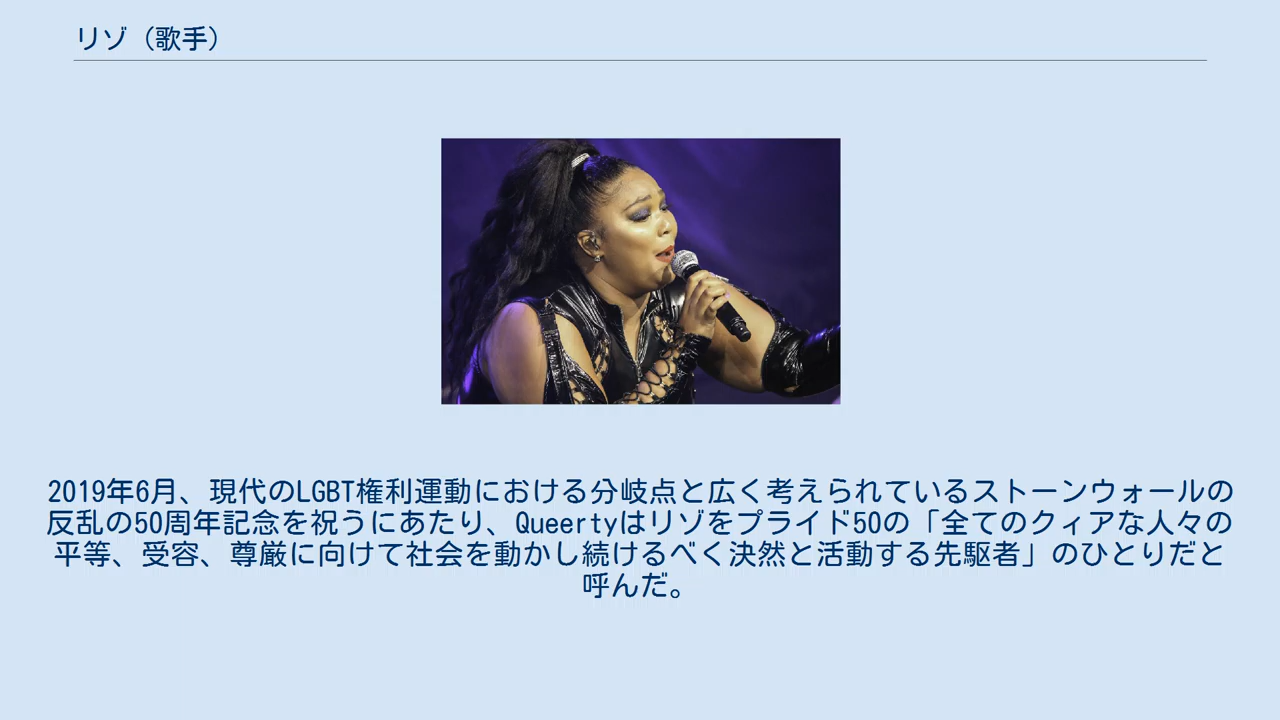 リゾ（歌手）
2019年6月、現代のLGBT権利運動における分岐点と広く考えられているストーンウォールの
反乱の50周年記念を祝うにあたり、Queertyはリゾをプライド50の「全てのクィアな人々の
平等、受容、尊厳に向けて社会を動かし続けるべく決然と活動する先駆者」のひとりだと
呼んだ。